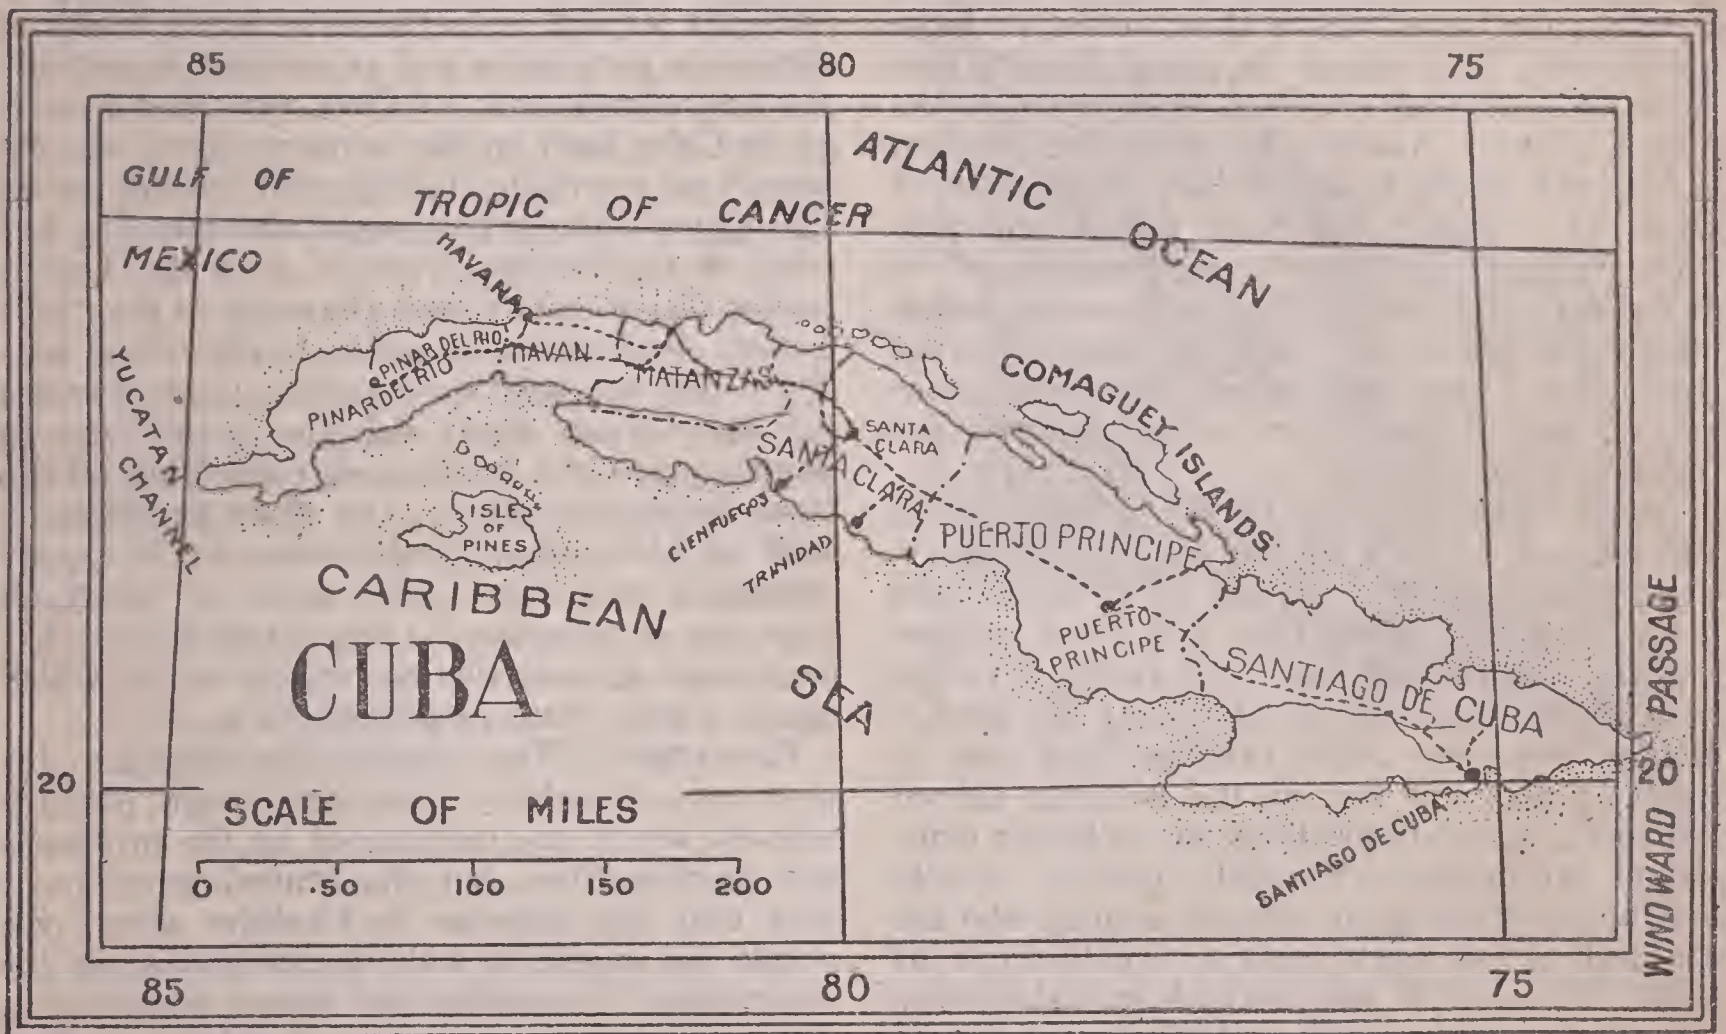 85 80 75
GULF OF
MEXICO
TROPIC OF CANCER
ATLANTIC
OCEAN
HAVANA
PINAR DEL RIO
PINAR DEL RIO
HAVAN
MATANZAS
YUCATAN
CHANNEL
COMAGUEY ISLANDS
SANTA
CLARA
SANTA CLARA
ISLE
OF
PINES
CIENFUEGOS
TRINIDAD
PUERTO PRINCIPE
PUERTO
PRINCIPE
CARIBBEAN
SEA
CUBA
SANTIAGO DE CUBA
SANTIAGO DE CUBA
WINDWARD PASSAGE
20 20
SCALE OF MILES
0 50 100 150 200
85 80 75